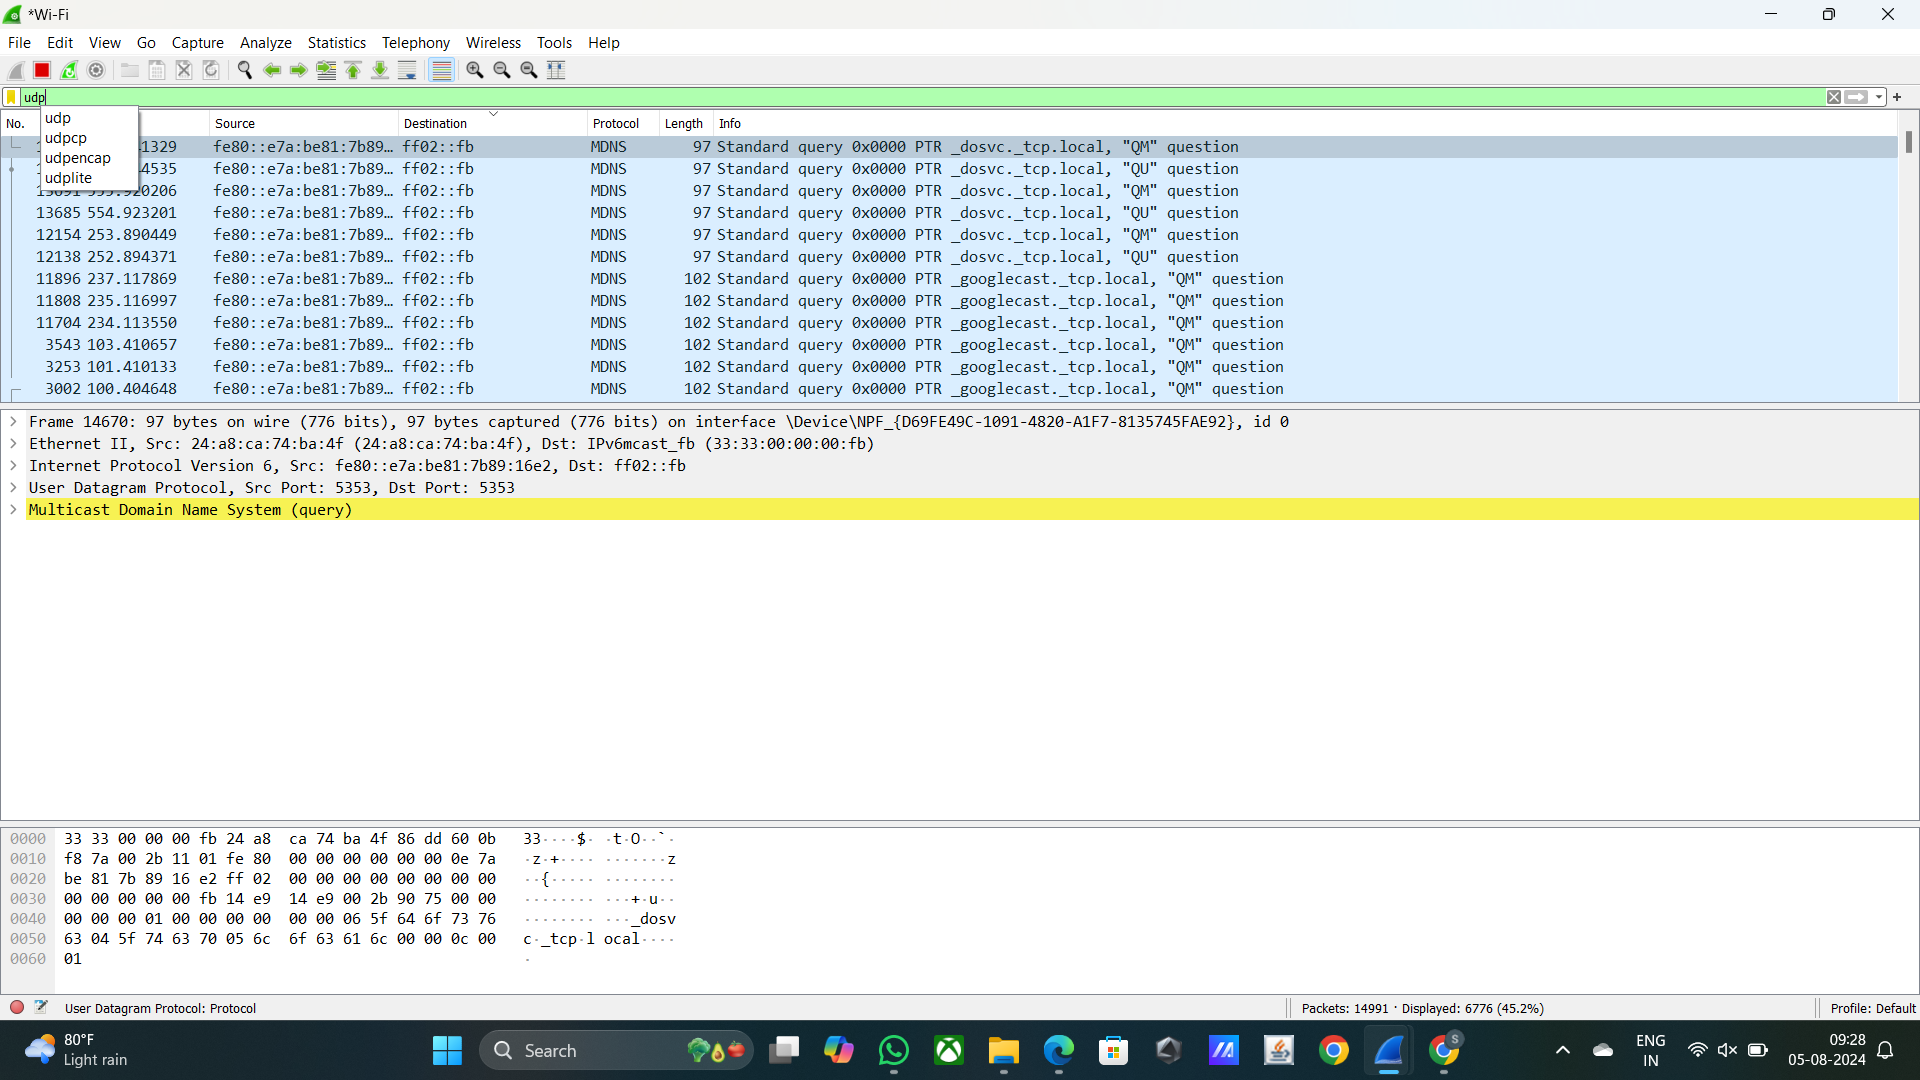 *Wi-Fi
File Edit View Go Capture Analyze Statistics Telephony Wireless Tools Help
udp
udp
udpcp
udpencap
udplite
No. Source Destination Protocol Length Info
1329 fe80::e7a:be81:7b89… ff02::fb MDNS 97 Standard query 0x0000 PTR _dosvc._tcp.local, "QM" question
4535 fe80::e7a:be81:7b89… ff02::fb MDNS 97 Standard query 0x0000 PTR _dosvc._tcp.local, "QU" question
13691 555.920206 fe80::e7a:be81:7b89… ff02::fb MDNS 97 Standard query 0x0000 PTR _dosvc._tcp.local, "QM" question
13685 554.923201 fe80::e7a:be81:7b89… ff02::fb MDNS 97 Standard query 0x0000 PTR _dosvc._tcp.local, "QU" question
12154 253.890449 fe80::e7a:be81:7b89… ff02::fb MDNS 97 Standard query 0x0000 PTR _dosvc._tcp.local, "QM" question
12138 252.894371 fe80::e7a:be81:7b89… ff02::fb MDNS 97 Standard query 0x0000 PTR _dosvc._tcp.local, "QU" question
11896 237.117869 fe80::e7a:be81:7b89… ff02::fb MDNS 102 Standard query 0x0000 PTR _googlecast._tcp.local, "QM" question
11808 235.116997 fe80::e7a:be81:7b89… ff02::fb MDNS 102 Standard query 0x0000 PTR _googlecast._tcp.local, "QM" question
11704 234.113550 fe80::e7a:be81:7b89… ff02::fb MDNS 102 Standard query 0x0000 PTR _googlecast._tcp.local, "QM" question
3543 103.410657 fe80::e7a:be81:7b89… ff02::fb MDNS 102 Standard query 0x0000 PTR _googlecast._tcp.local, "QM" question
3253 101.410133 fe80::e7a:be81:7b89… ff02::fb MDNS 102 Standard query 0x0000 PTR _googlecast._tcp.local, "QM" question
3002 100.404648 fe80::e7a:be81:7b89… ff02::fb MDNS 102 Standard query 0x0000 PTR _googlecast._tcp.local, "QM" question
Frame 14670: 97 bytes on wire (776 bits), 97 bytes captured (776 bits) on interface \Device\NPF_{D69FE49C-1091-4820-A1F7-8135745FAE92}, id 0
Ethernet II, Src: 24:a8:ca:74:ba:4f (24:a8:ca:74:ba:4f), Dst: IPv6mcast_fb (33:33:00:00:00:fb)
Internet Protocol Version 6, Src: fe80::e7a:be81:7b89:16e2, Dst: ff02::fb
User Datagram Protocol, Src Port: 5353, Dst Port: 5353
Multicast Domain Name System (query)
0000 33 33 00 00 00 fb 24 a8 ca 74 ba 4f 86 dd 60 0b 33····$· ·t·O··`·
0010 f8 7a 00 2b 11 01 fe 80 00 00 00 00 00 00 0e 7a ·z·+···· ·······z
0020 be 81 7b 89 16 e2 ff 02 00 00 00 00 00 00 00 00 ··{····· ········
0030 00 00 00 00 00 fb 14 e9 14 e9 00 2b 90 75 00 00 ········ ···+·u··
0040 00 00 00 01 00 00 00 00 00 00 06 5f 64 6f 73 76 ········ ···_dosv
0050 63 04 5f 74 63 70 05 6c 6f 63 61 6c 00 00 0c 00 c·_tcp·l ocal····
0060 01 ·
User Datagram Protocol: Protocol Packets: 14991 · Displayed: 6776 (45.2%) Profile: Default
80°F
Light rain
Search
ENG
IN
09:28
05-08-2024